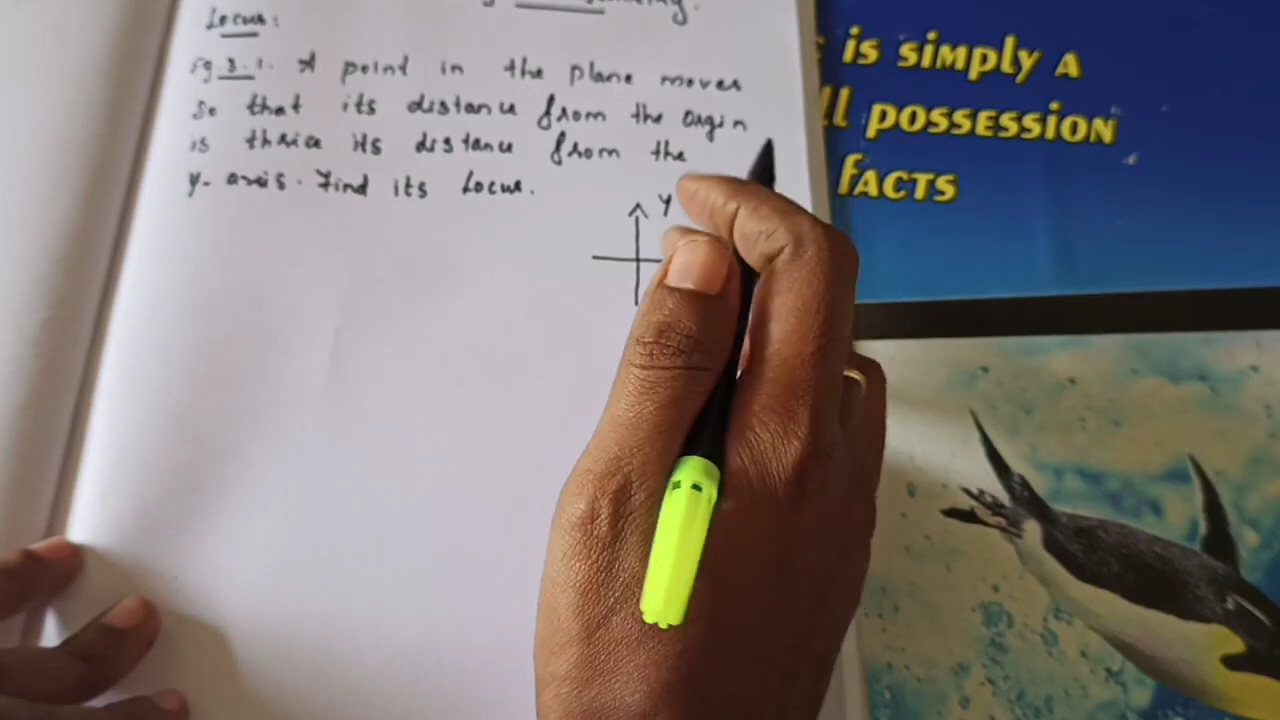 Locus:
Eg 3.1. A point in the plane moves
So that its distance from the origin
is thrice its distance from the
y-axis. Find its Locus.
y
is simply a
ll possession
facts